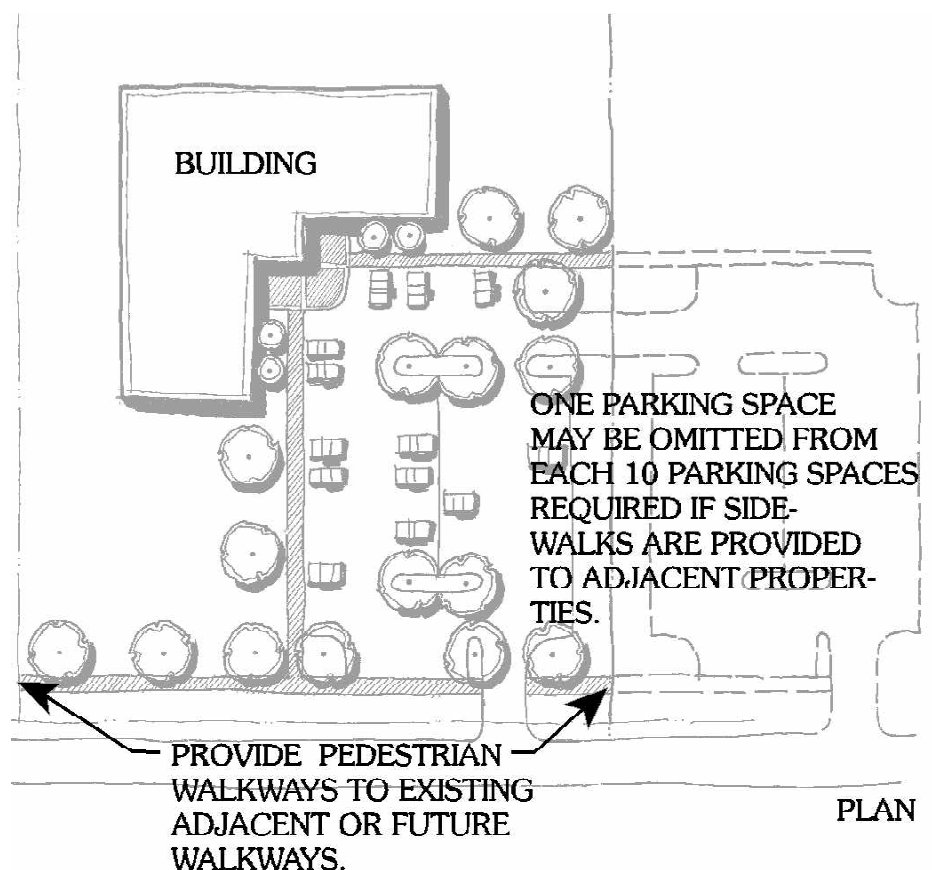 BUILDING
ONE PARKING SPACE
MAY BE OMITTED FROM
EACH 10 PARKING SPACES
REQUIRED IF SIDE-
WALKS ARE PROVIDED
TO ADJACENT PROPER-
TIES.
PROVIDE PEDESTRIAN
WALKWAYS TO EXISTING
ADJACENT OR FUTURE
WALKWAYS.
PLAN